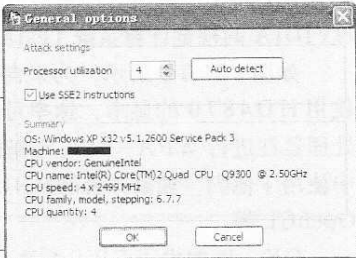 General options
Attack settings
Processor utilization 4 Auto detect
Use SSE2 instructions
Summary
OS: Windows XP x32 v5.1.2600 Service Pack 3
Machine:
CPU vendor: GenuineIntel
CPU name: Intel(R) Core(TM)2 Quad CPU Q9300 @ 2.50GHz
CPU speed: 4 x 2499 MHz
CPU family, model, stepping: 6.7.7
CPU quantity: 4
OK Cancel